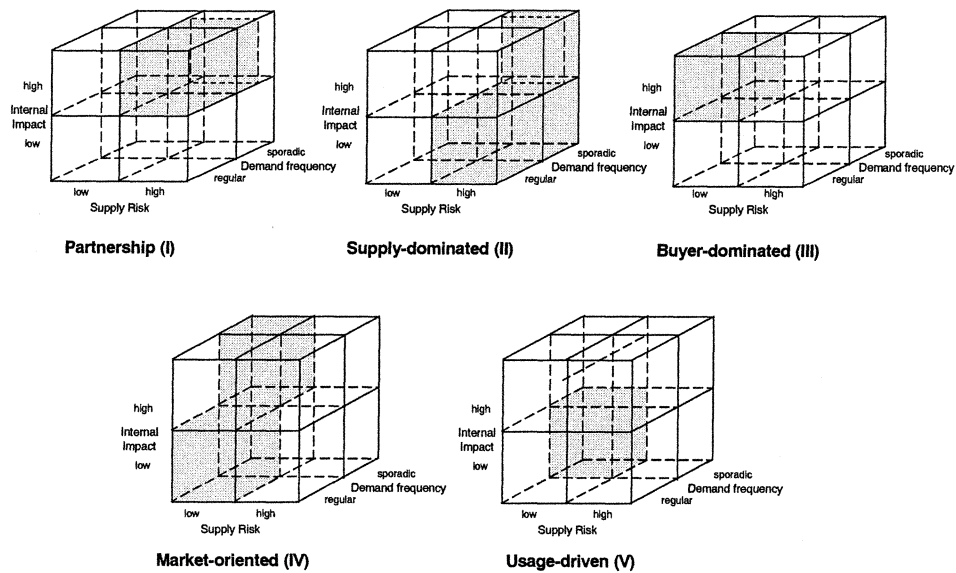 high
Internal
Impact
low
sporadic
Demand frequency
regular
low high
Supply Risk
Partnership (I)
high
Internal
Impact
low
sporadic
Demand frequency
regular
low high
Supply Risk
Supply-dominated (II)
high
Internal
Impact
low
sporadic
Demand frequency
regular
low high
Supply Risk
Buyer-dominated (III)
high
Internal
Impact
low
sporadic
Demand frequency
regular
low high
Supply Risk
Market-oriented (IV)
high
Internal
Impact
low
sporadic
Demand frequency
regular
low high
Supply Risk
Usage-driven (V)